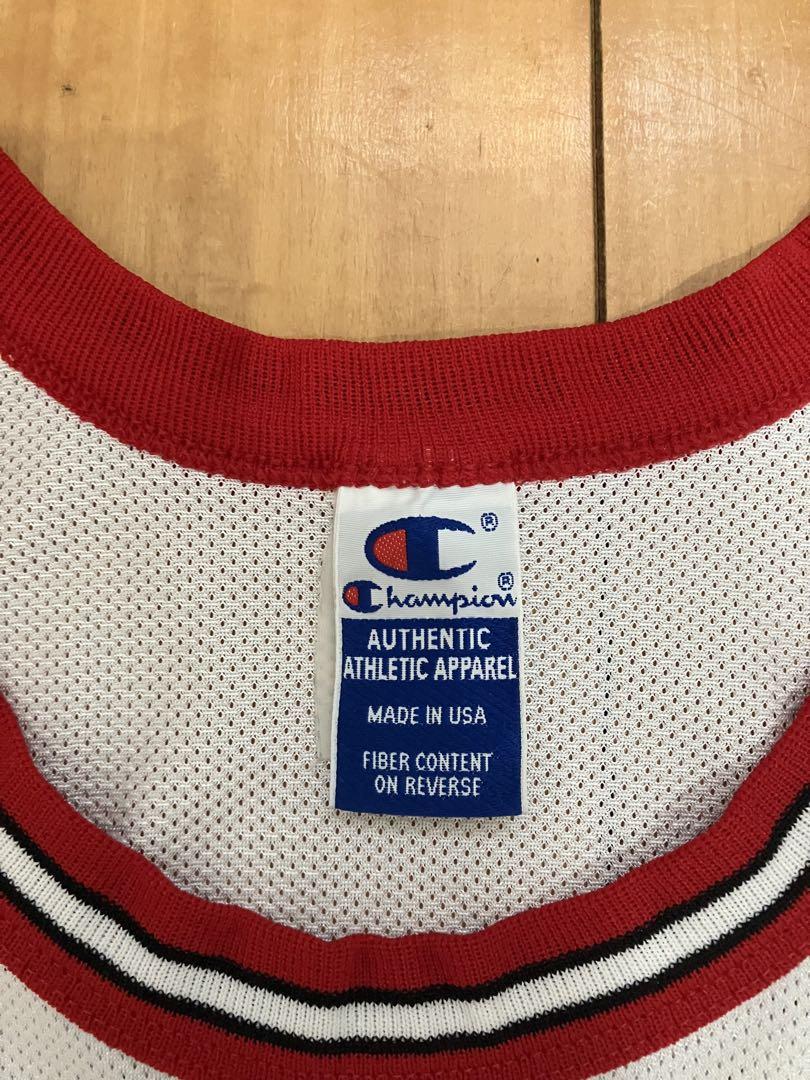 ®
Champion®
AUTHENTIC
ATHLETIC APPAREL
MADE IN USA
FIBER CONTENT
ON REVERSE